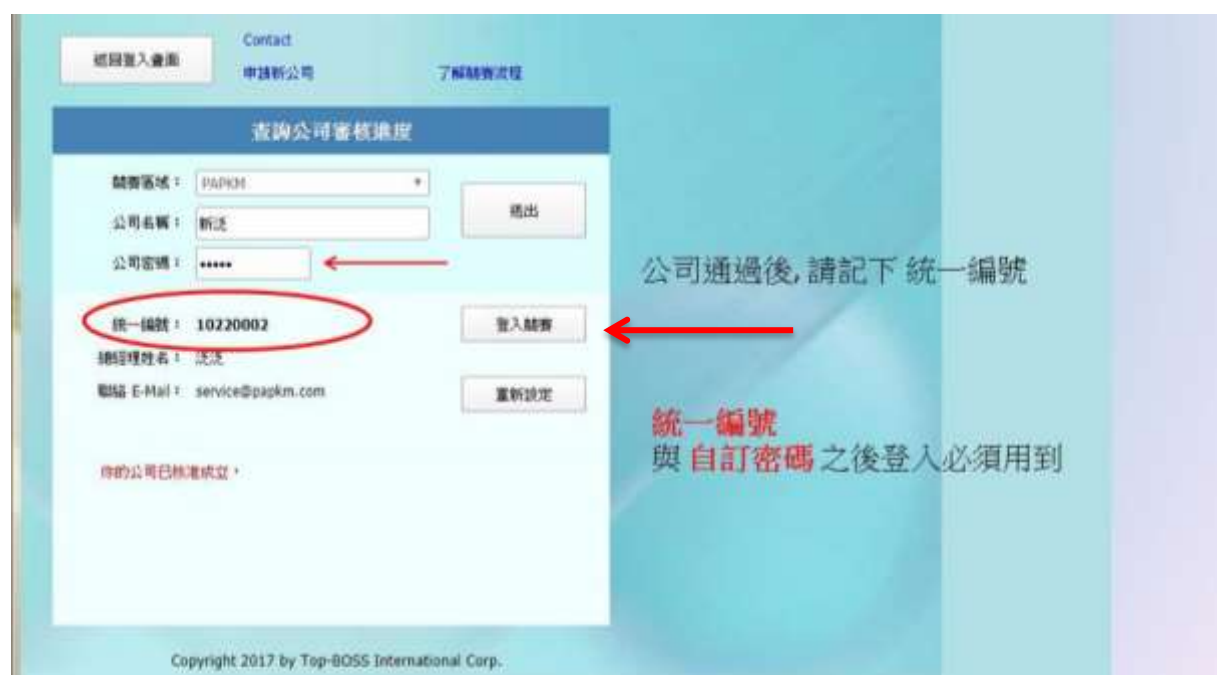 返回登入畫面
Contact
申請新公司
了解競賽流程
查詢公司審核進度
競賽區域：
PAPKM
公司名稱：
新泛
送出
公司密碼：
•••••
公司通過後, 請記下 統一編號
統一編號：
10220002
登入競賽
總經理姓名：
泛泛
聯絡 E-Mail：
service@papkm.com
重新設定
統一編號
與 自訂密碼 之後登入必須用到
你的公司已核准成立。
Copyright 2017 by Top-BOSS International Corp.